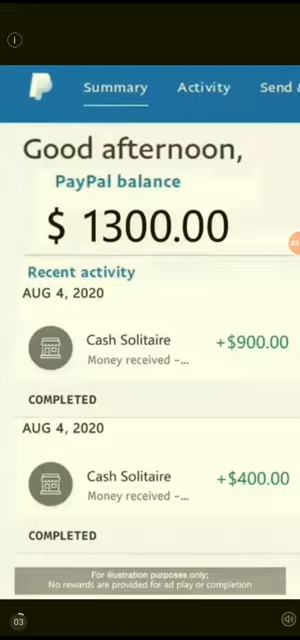 Summary Activity Send &
Good afternoon,
PayPal balance
$ 1300.00
Recent activity
AUG 4, 2020
Cash Solitaire +$900.00
Money received –...
COMPLETED
AUG 4, 2020
Cash Solitaire +$400.00
Money received –...
COMPLETED
For illustration purposes only;
No rewards are provided for ad play or completion
03